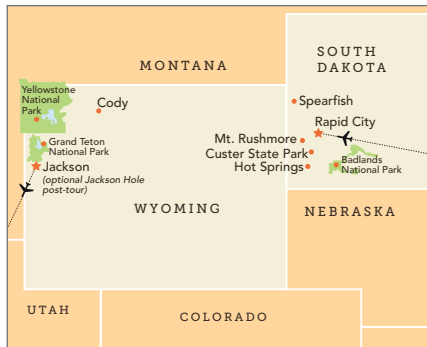 SOUTH
DAKOTA
MONTANA
Yellowstone
National
Park
Cody
Spearfish
Rapid City
Grand Teton
National Park
Mt. Rushmore
Custer State Park
Hot Springs
Badlands
National Park
Jackson
(optional Jackson Hole
post-tour)
WYOMING
NEBRASKA
UTAH
COLORADO